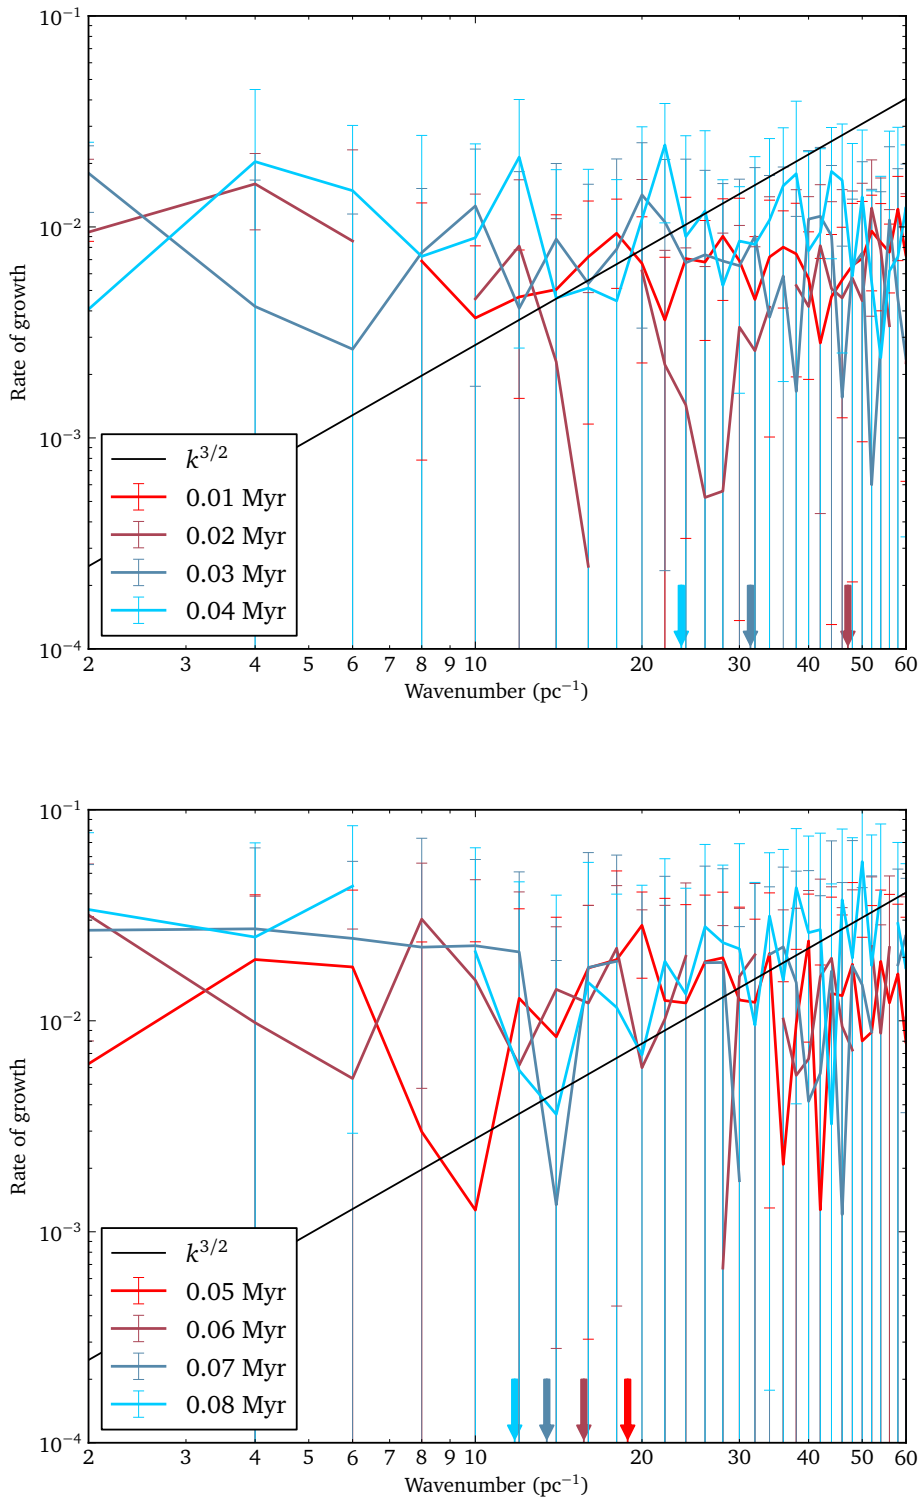 10⁻¹
10⁻²
10⁻³
10⁻⁴
Rate of growth
k³/²
0.01 Myr
0.02 Myr
0.03 Myr
0.04 Myr
2 3 4 5 6 7 8 9 10 20 30 40 50 60
Wavenumber (pc⁻¹)
10⁻¹
10⁻²
10⁻³
10⁻⁴
Rate of growth
k³/²
0.05 Myr
0.06 Myr
0.07 Myr
0.08 Myr
2 3 4 5 6 7 8 9 10 20 30 40 50 60
Wavenumber (pc⁻¹)